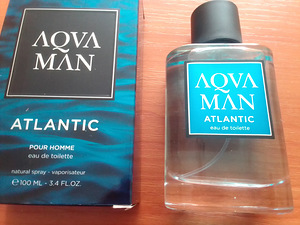 AQVA
MAN
ATLANTIC
POUR HOMME
eau de toilette
natural spray - vaporisateur
℮ 100 ML - 3.4 FL.OZ.
AQVA
MAN
ATLANTIC
eau de toilette